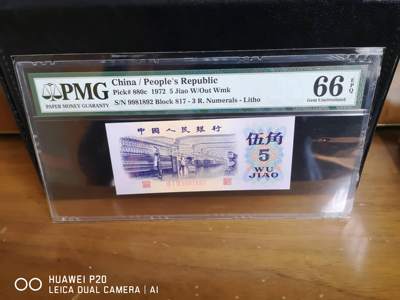 PMG
PAPER MONEY GUARANTY
China / People's Republic
Pick# 880c 1972 5 Jiao W/Out Wmk
S/N 9981892 Block 817 - 3 R. Numerals - Litho
66 EPQ
Gem Uncirculated
中国人民银行
伍角
5
WU JIAO
HUAWEI P20
LEICA DUAL CAMERA | AI